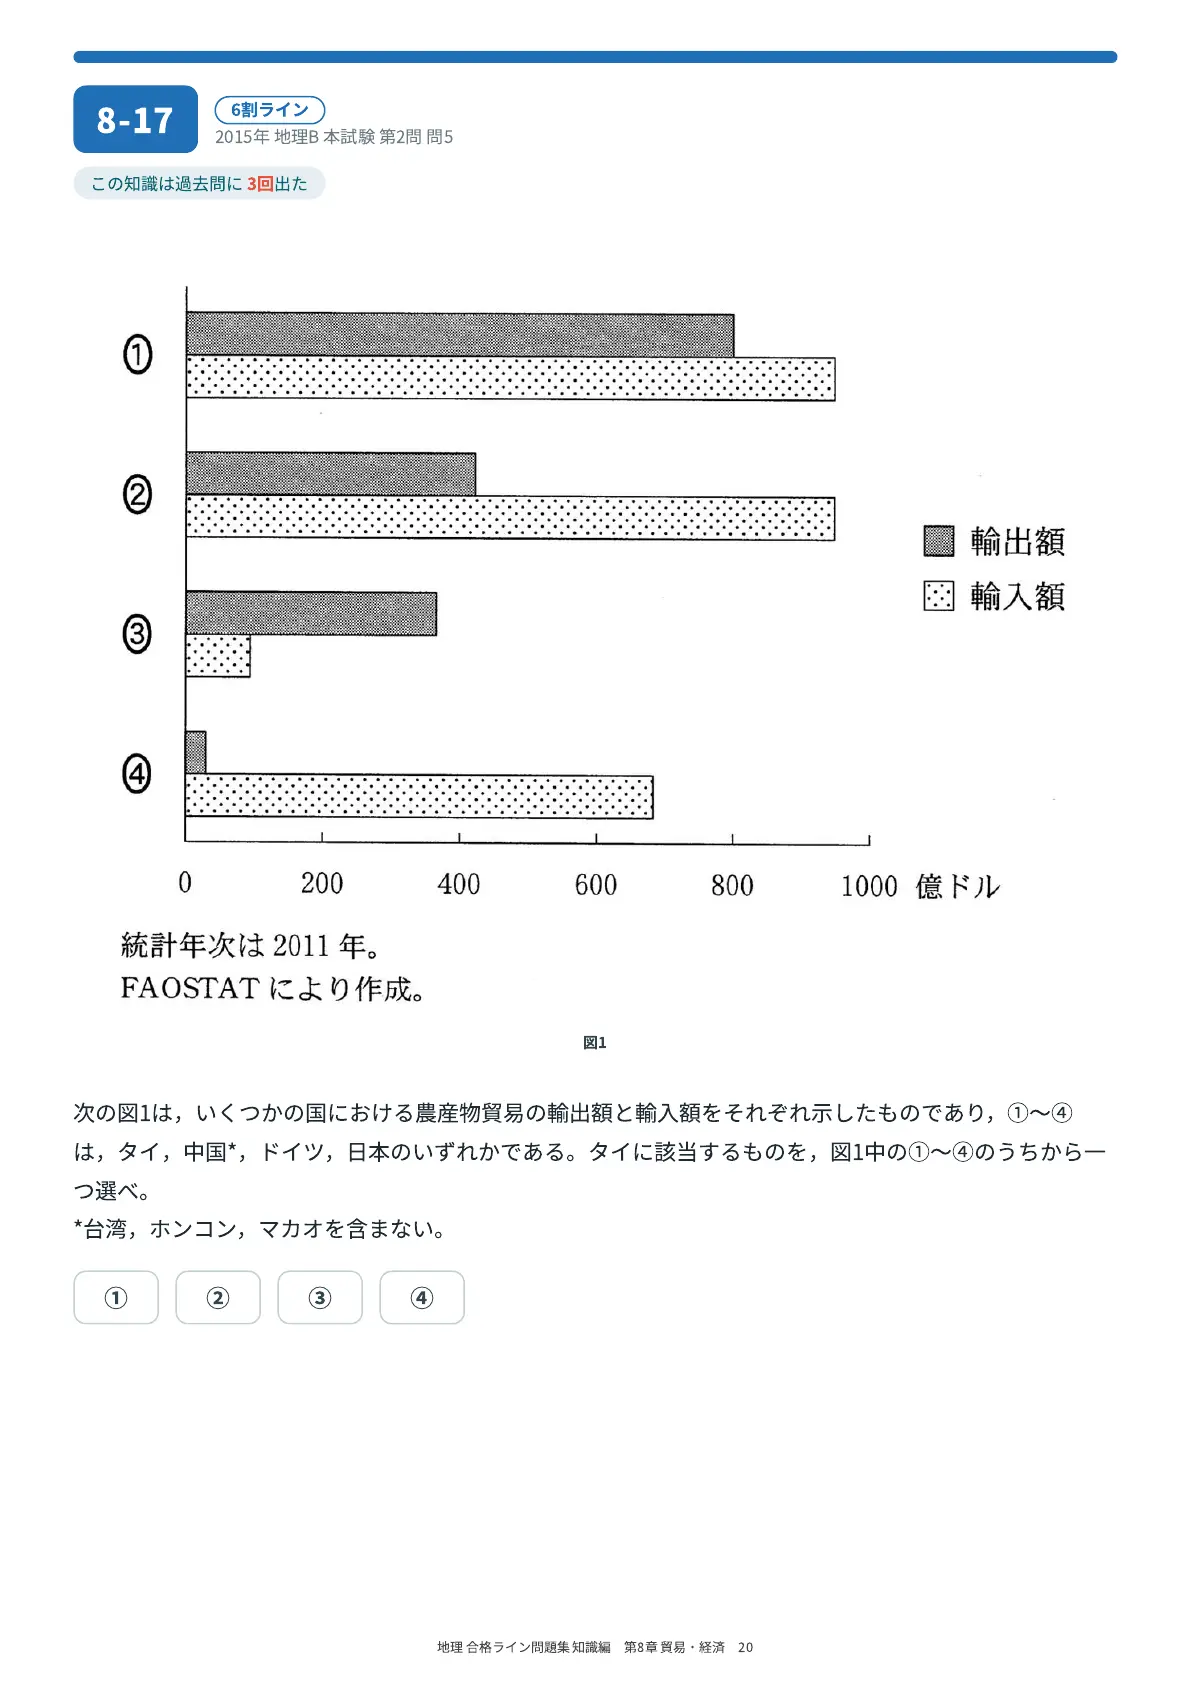 8-17
6割ライン
2015年 地理B 本試験 第2問 問5
この知識は過去問に 3回出た
①
②
③
④
輸出額
輸入額
0 200 400 600 800 1000 億ドル
統計年次は 2011 年。
FAOSTAT により作成。
図1
次の図1は，いくつかの国における農産物貿易の輸出額と輸入額をそれぞれ示したものであり，①～④
は，タイ，中国*，ドイツ，日本のいずれかである。タイに該当するものを，図1中の①～④のうちから一
つ選べ。
*台湾，ホンコン，マカオを含まない。
① ② ③ ④
地理 合格ライン問題集 知識編　第8章 貿易・経済　20